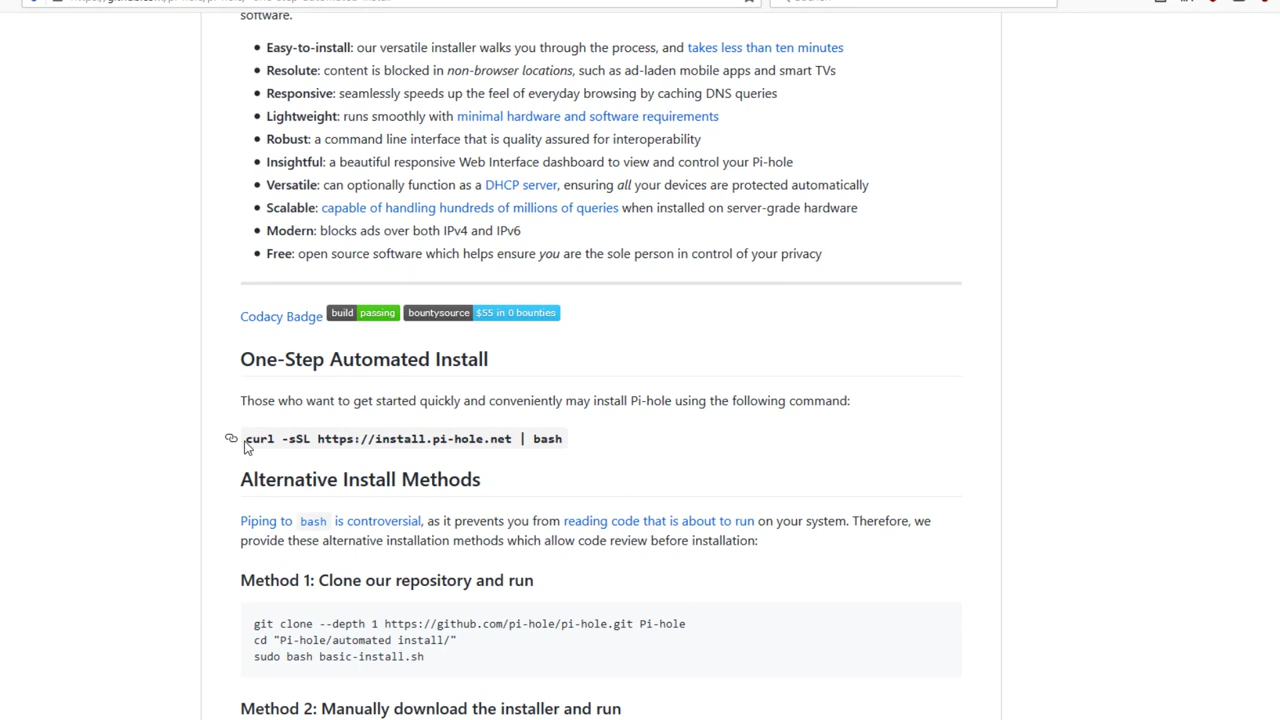 software.
• Easy-to-install: our versatile installer walks you through the process, and takes less than ten minutes
• Resolute: content is blocked in non-browser locations, such as ad-laden mobile apps and smart TVs
• Responsive: seamlessly speeds up the feel of everyday browsing by caching DNS queries
• Lightweight: runs smoothly with minimal hardware and software requirements
• Robust: a command line interface that is quality assured for interoperability
• Insightful: a beautiful responsive Web Interface dashboard to view and control your Pi-hole
• Versatile: can optionally function as a DHCP server, ensuring all your devices are protected automatically
• Scalable: capable of handling hundreds of millions of queries when installed on server-grade hardware
• Modern: blocks ads over both IPv4 and IPv6
• Free: open source software which helps ensure you are the sole person in control of your privacy
Codacy Badge build passing bountysource $55 in 0 bounties
One-Step Automated Install
Those who want to get started quickly and conveniently may install Pi-hole using the following command:
curl -sSL https://install.pi-hole.net | bash
Alternative Install Methods
Piping to bash is controversial, as it prevents you from reading code that is about to run on your system. Therefore, we
provide these alternative installation methods which allow code review before installation:
Method 1: Clone our repository and run
git clone --depth 1 https://github.com/pi-hole/pi-hole.git Pi-hole
cd "Pi-hole/automated install/"
sudo bash basic-install.sh
Method 2: Manually download the installer and run